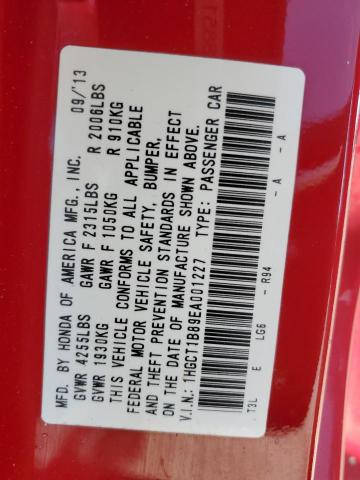 MFD. BY HONDA OF AMERICA MFG., INC. 09/'13
GVWR 4255LBS GAWR F 2315LBS R 2006LBS
GVWR 1930KG GAWR F 1050KG R 910KG
THIS VEHICLE CONFORMS TO ALL APPLICABLE
FEDERAL MOTOR VEHICLE SAFETY, BUMPER,
AND THEFT PREVENTION STANDARDS IN EFFECT
ON THE DATE OF MANUFACTURE SHOWN ABOVE.
V.I.N.: 1HGCT1B89EA001227 TYPE: PASSENGER CAR
T3L E LG6 - R94 - A - A